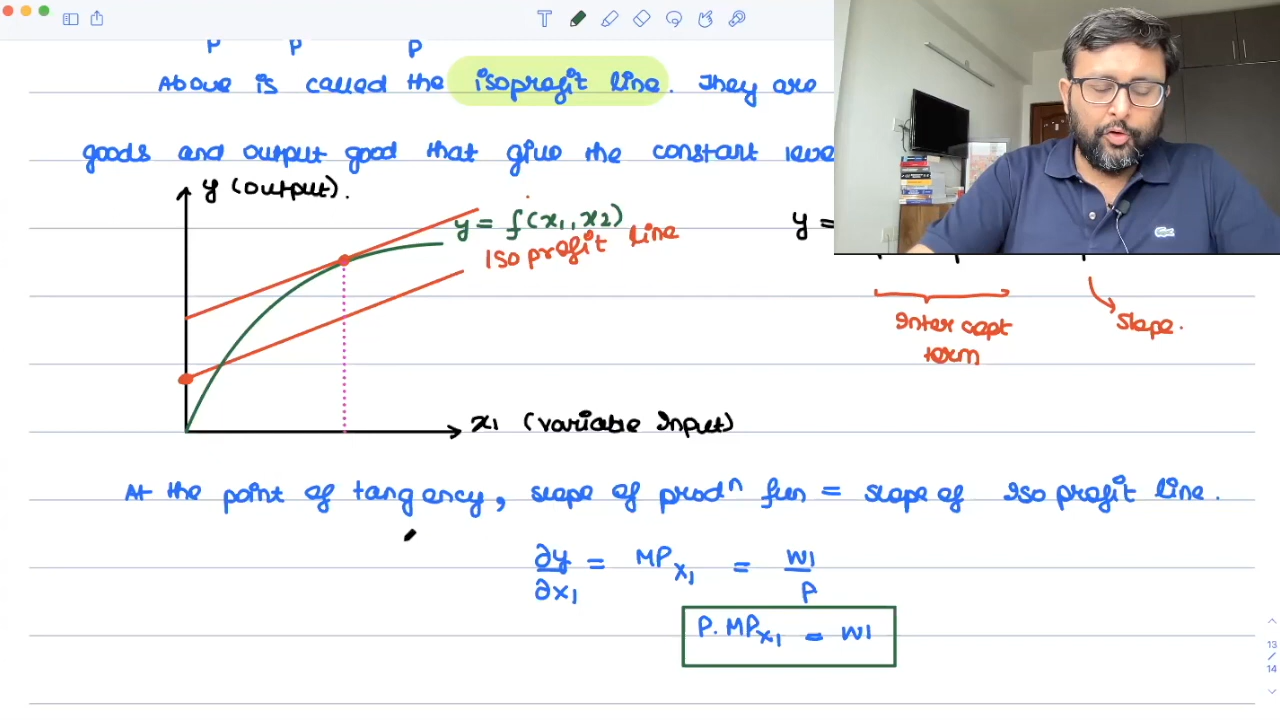 P P P
Above is called the isoprofit line. They are
goods and output good that give the constant leve
y (output).
y = f(x1, x2)
Iso profit line
y =
Intercept term
Slope.
x1 (variable Input)
At the point of tangency, slope of prodⁿ fun = slope of Iso profit line.
∂y/∂x1 = MPx1 = w1/P
P. MPx1 = w1
13
/
14